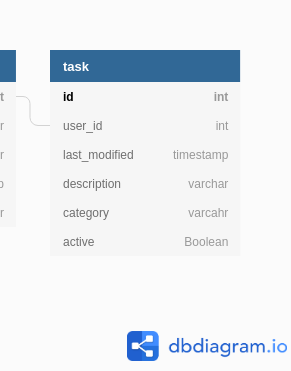 task
t id int
r user_id int
r last_modified timestamp
o description varchar
r category varcahr
active Boolean
dbdiagram.io